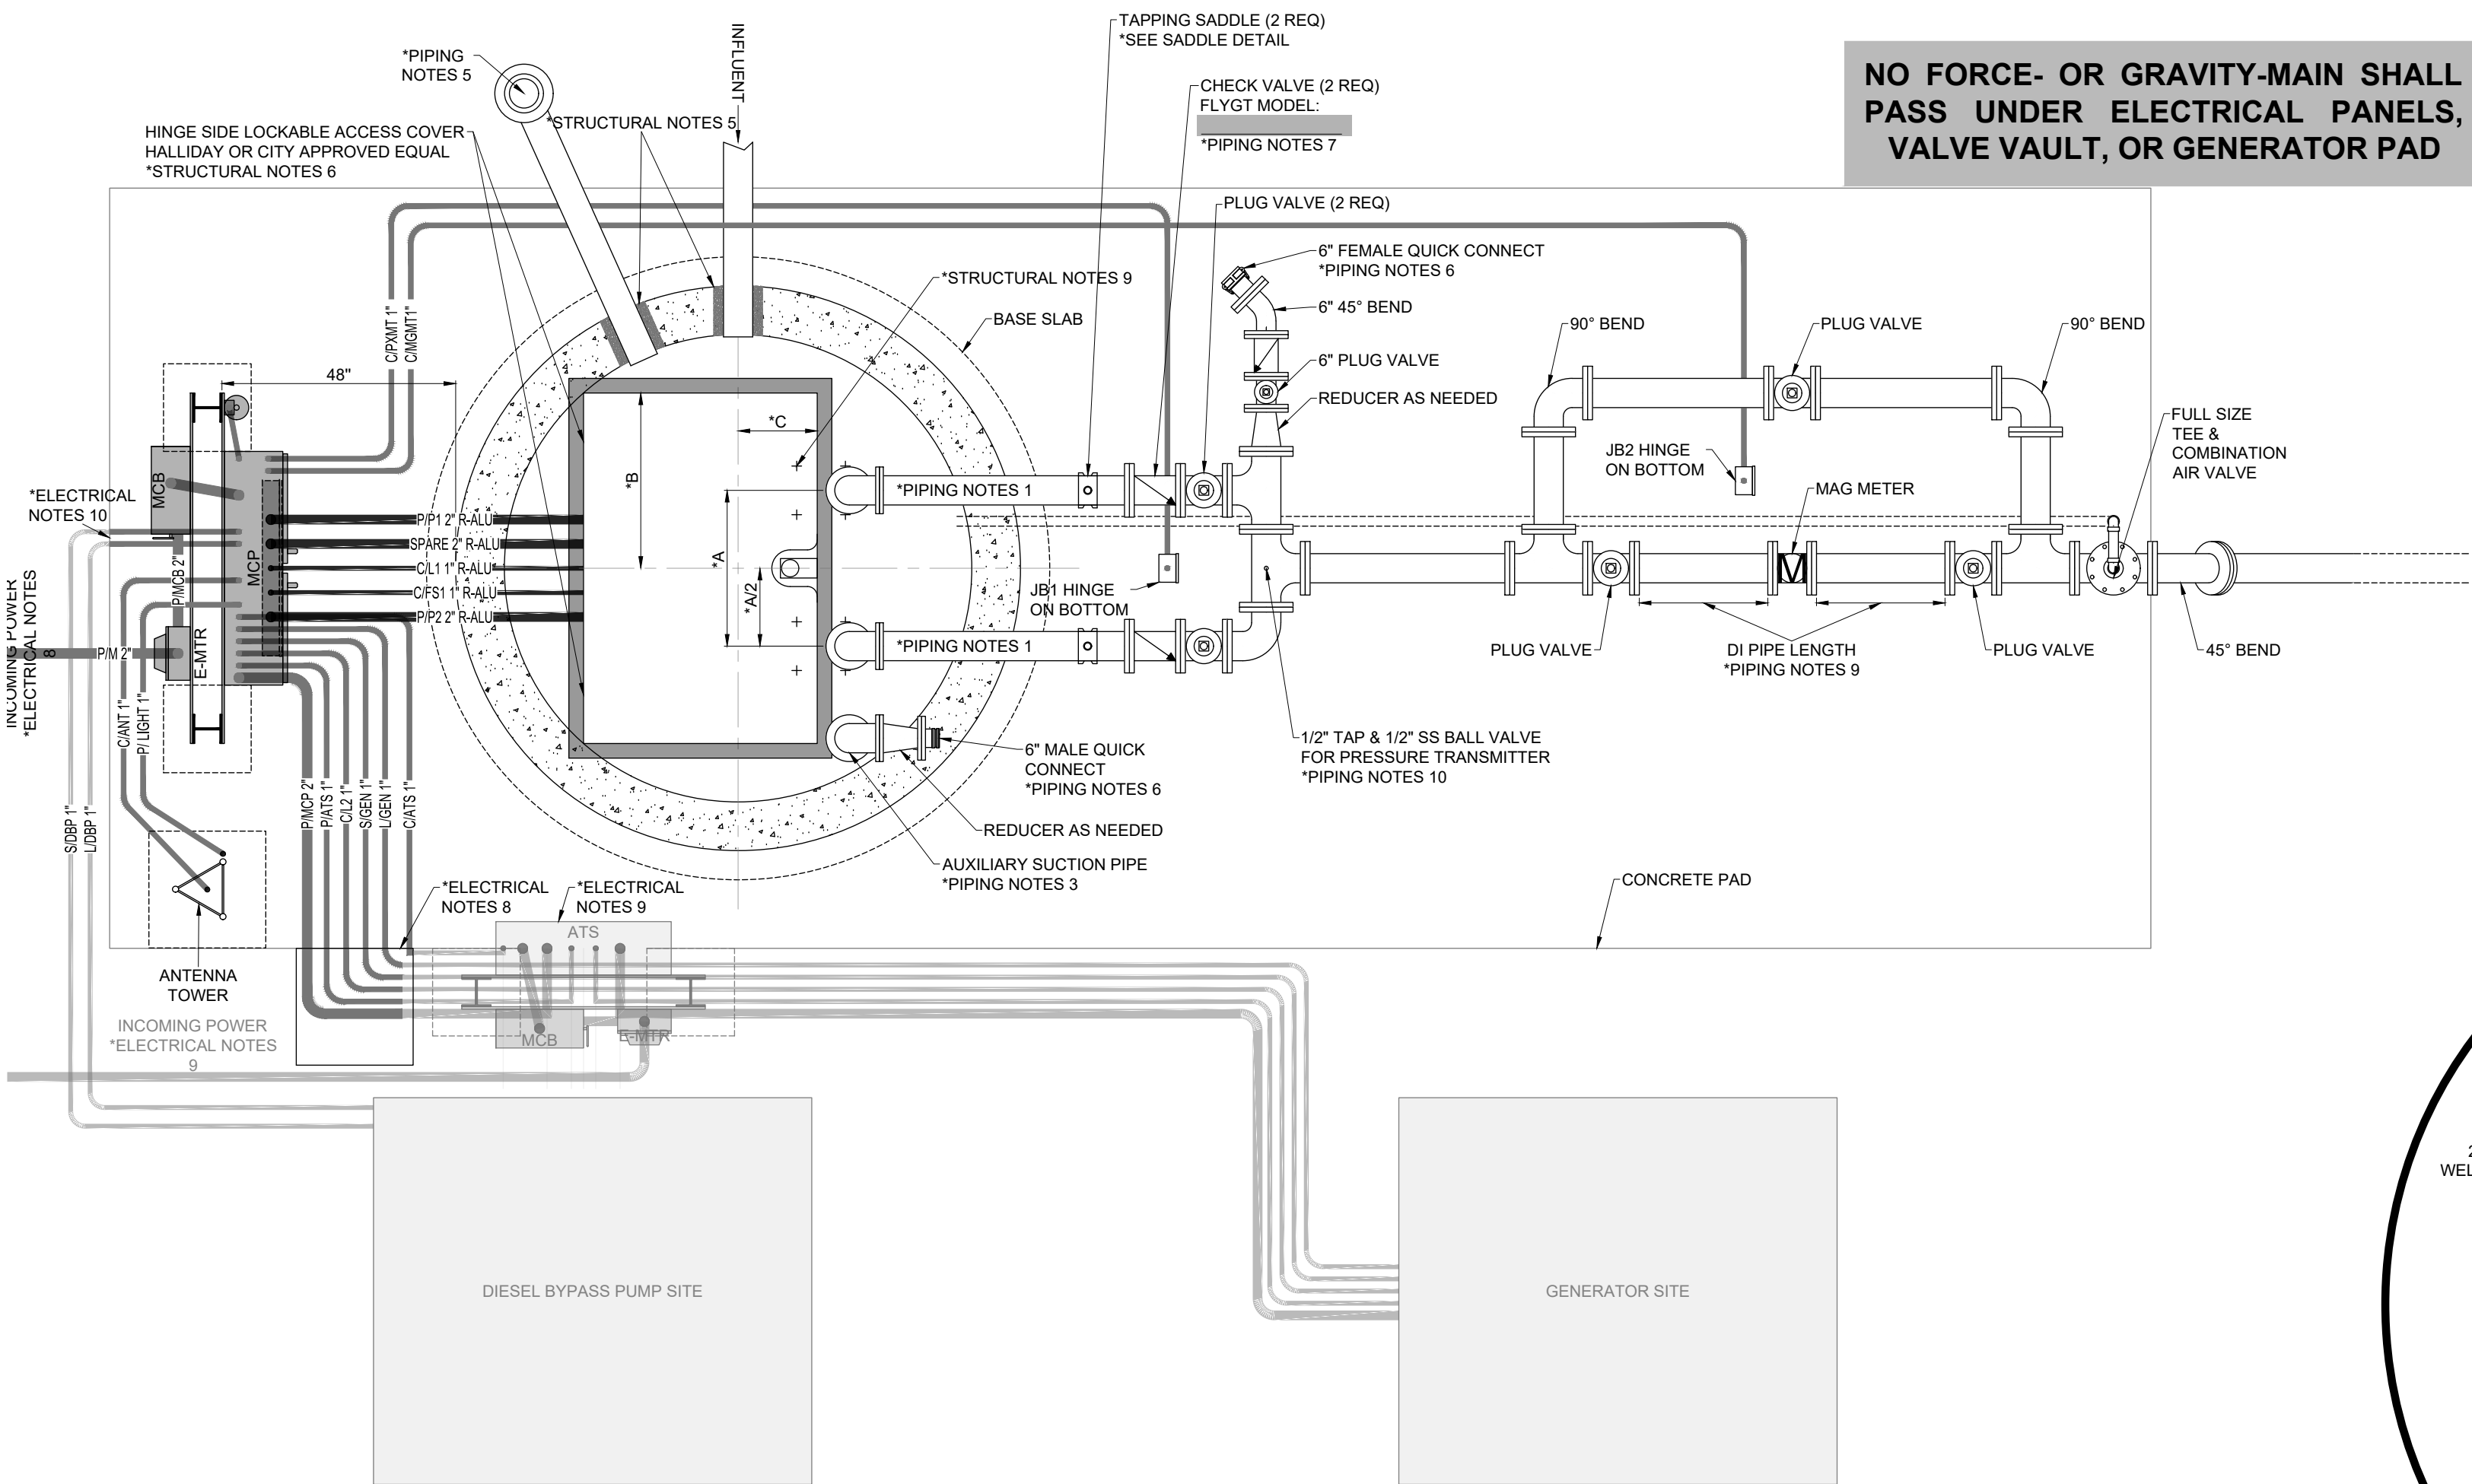 TAPPING SADDLE (2 REQ)
*SEE SADDLE DETAIL
INFLUENT
*PIPING
NOTES 5
CHECK VALVE (2 REQ)
FLYGT MODEL:
*PIPING NOTES 7
NO FORCE- OR GRAVITY-MAIN SHALL
PASS UNDER ELECTRICAL PANELS,
VALVE VAULT, OR GENERATOR PAD
HINGE SIDE LOCKABLE ACCESS COVER
HALLIDAY OR CITY APPROVED EQUAL
*STRUCTURAL NOTES 6
*STRUCTURAL NOTES 5
PLUG VALVE (2 REQ)
6" FEMALE QUICK CONNECT
*PIPING NOTES 6
*STRUCTURAL NOTES 9
6" 45° BEND
BASE SLAB
90° BEND
PLUG VALVE
90° BEND
C/PXMT 1"
C/MGMT1"
6" PLUG VALVE
48"
REDUCER AS NEEDED
*C
FULL SIZE
TEE &
COMBINATION
AIR VALVE
JB2 HINGE
ON BOTTOM
*B
MCB
*ELECTRICAL
NOTES 10
*PIPING NOTES 1
MAG METER
P/P1 2" R-ALU
SPARE 2" R-ALU
C/L1 1" R-ALU
C/FS1 1" R-ALU
P/P2 2" R-ALU
MCP
*A
*A/2
P/MCB 2"
JB1 HINGE
ON BOTTOM
INCOMING POWER
*ELECTRICAL NOTES
8
P/M 2"
E-MTR
*PIPING NOTES 1
PLUG VALVE
DI PIPE LENGTH
*PIPING NOTES 9
PLUG VALVE
45° BEND
C/ANT 1"
P/ LIGHT 1"
6" MALE QUICK
CONNECT
*PIPING NOTES 6
1/2" TAP & 1/2" SS BALL VALVE
FOR PRESSURE TRANSMITTER
*PIPING NOTES 10
S/DBP 1"
L/DBP 1"
P/MCP 2"
P/ATS 1"
C/L2 1"
S/GEN 1"
L/GEN 1"
C/ATS 1"
REDUCER AS NEEDED
AUXILIARY SUCTION PIPE
*PIPING NOTES 3
*ELECTRICAL
NOTES 8
*ELECTRICAL
NOTES 9
CONCRETE PAD
ATS
ANTENNA
TOWER
INCOMING POWER
*ELECTRICAL NOTES
9
MCB
E-MTR
2
WEL
DIESEL BYPASS PUMP SITE
GENERATOR SITE